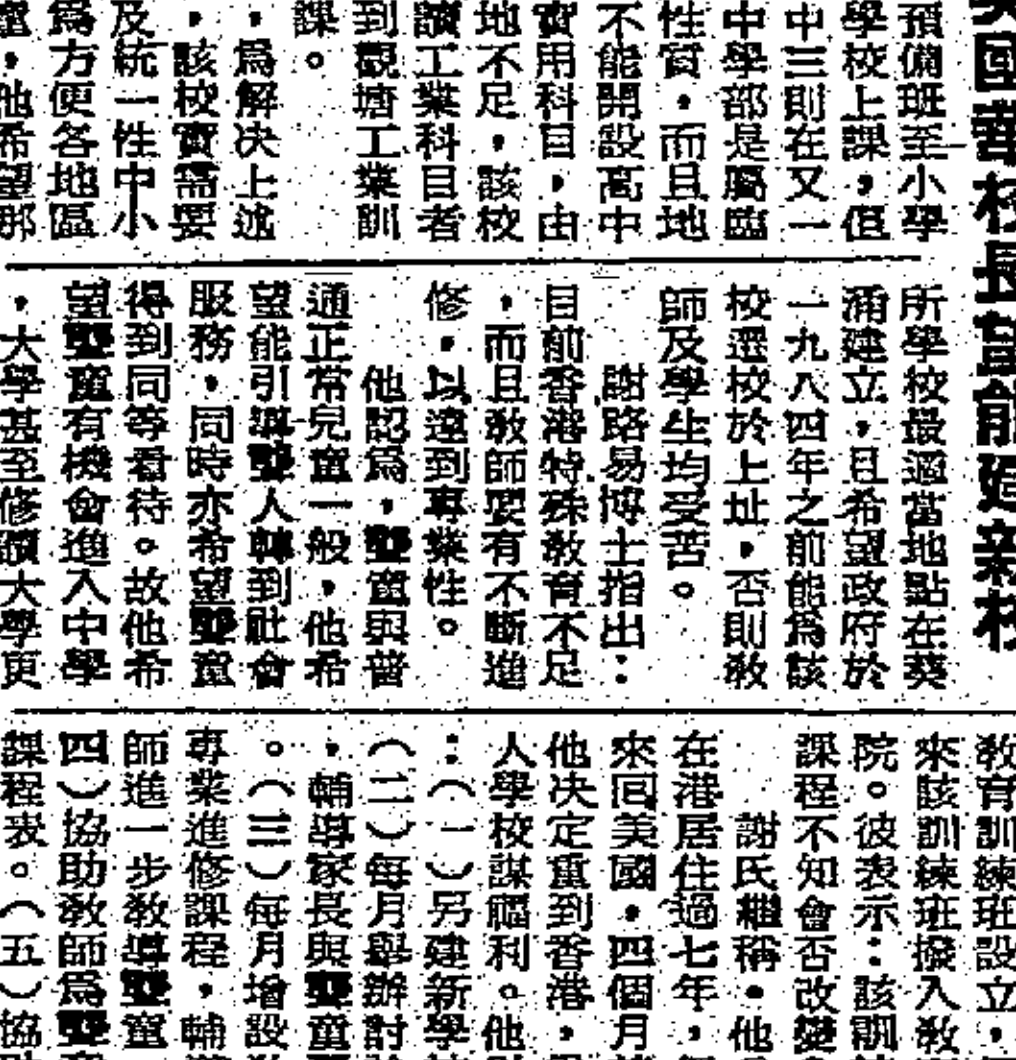 校長望能建新校
預備班至小學
學校上課，但
中三則在又一
中學部是屬臨
性質，而且地
不能開設高中
實用科目，由
地不足，該校
讀工業科目者
到觀塘工業訓
課。
，為解決上述
，該校實需要
及統一性中小
為方便各地區
童，他希望那
所學校最適當地點在葵
涌建立，且希望政府於
一九八四年之前能為該
校選校於上址，否則教
師及學生均受苦。
謝路易博士指出：
目前香港特殊教育不足
，而且教師要有不斷進
修，以達到專業性。
他認為，聾童與普
通正常兒童一般，他希
望能引導聾人轉到社會
服務，同時亦希望聾童
得到同等看待。故他希
望聾童有機會進入中學
，大學甚至修讀大學更
教育訓練班設立，
來該訓練班撥入教
院。彼表示：該訓
課程不知會否改變
謝氏繼稱，他
在港居住過七年，
來回美國，四個月
他決定重到香港，
人學校謀福利。他
：（一）另建新學
（二）每月舉辦討
，輔導家長與聾童
。（三）每月增設
專業進修課程，輔
師進一步教導聾童
四）協助教師為聾
課程表。（五）協